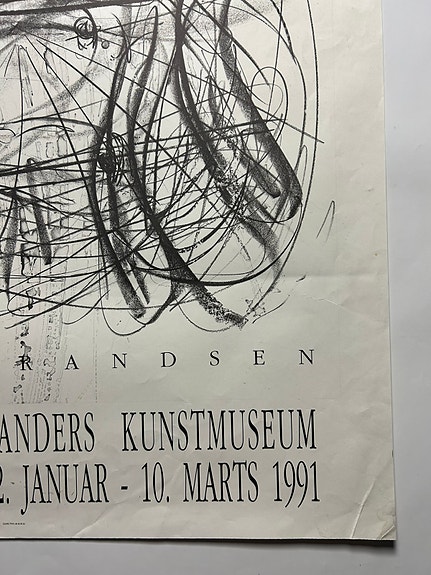 RANDSEN
ANDERS KUNSTMUSEUM
2. JANUAR - 10. MARTS 1991